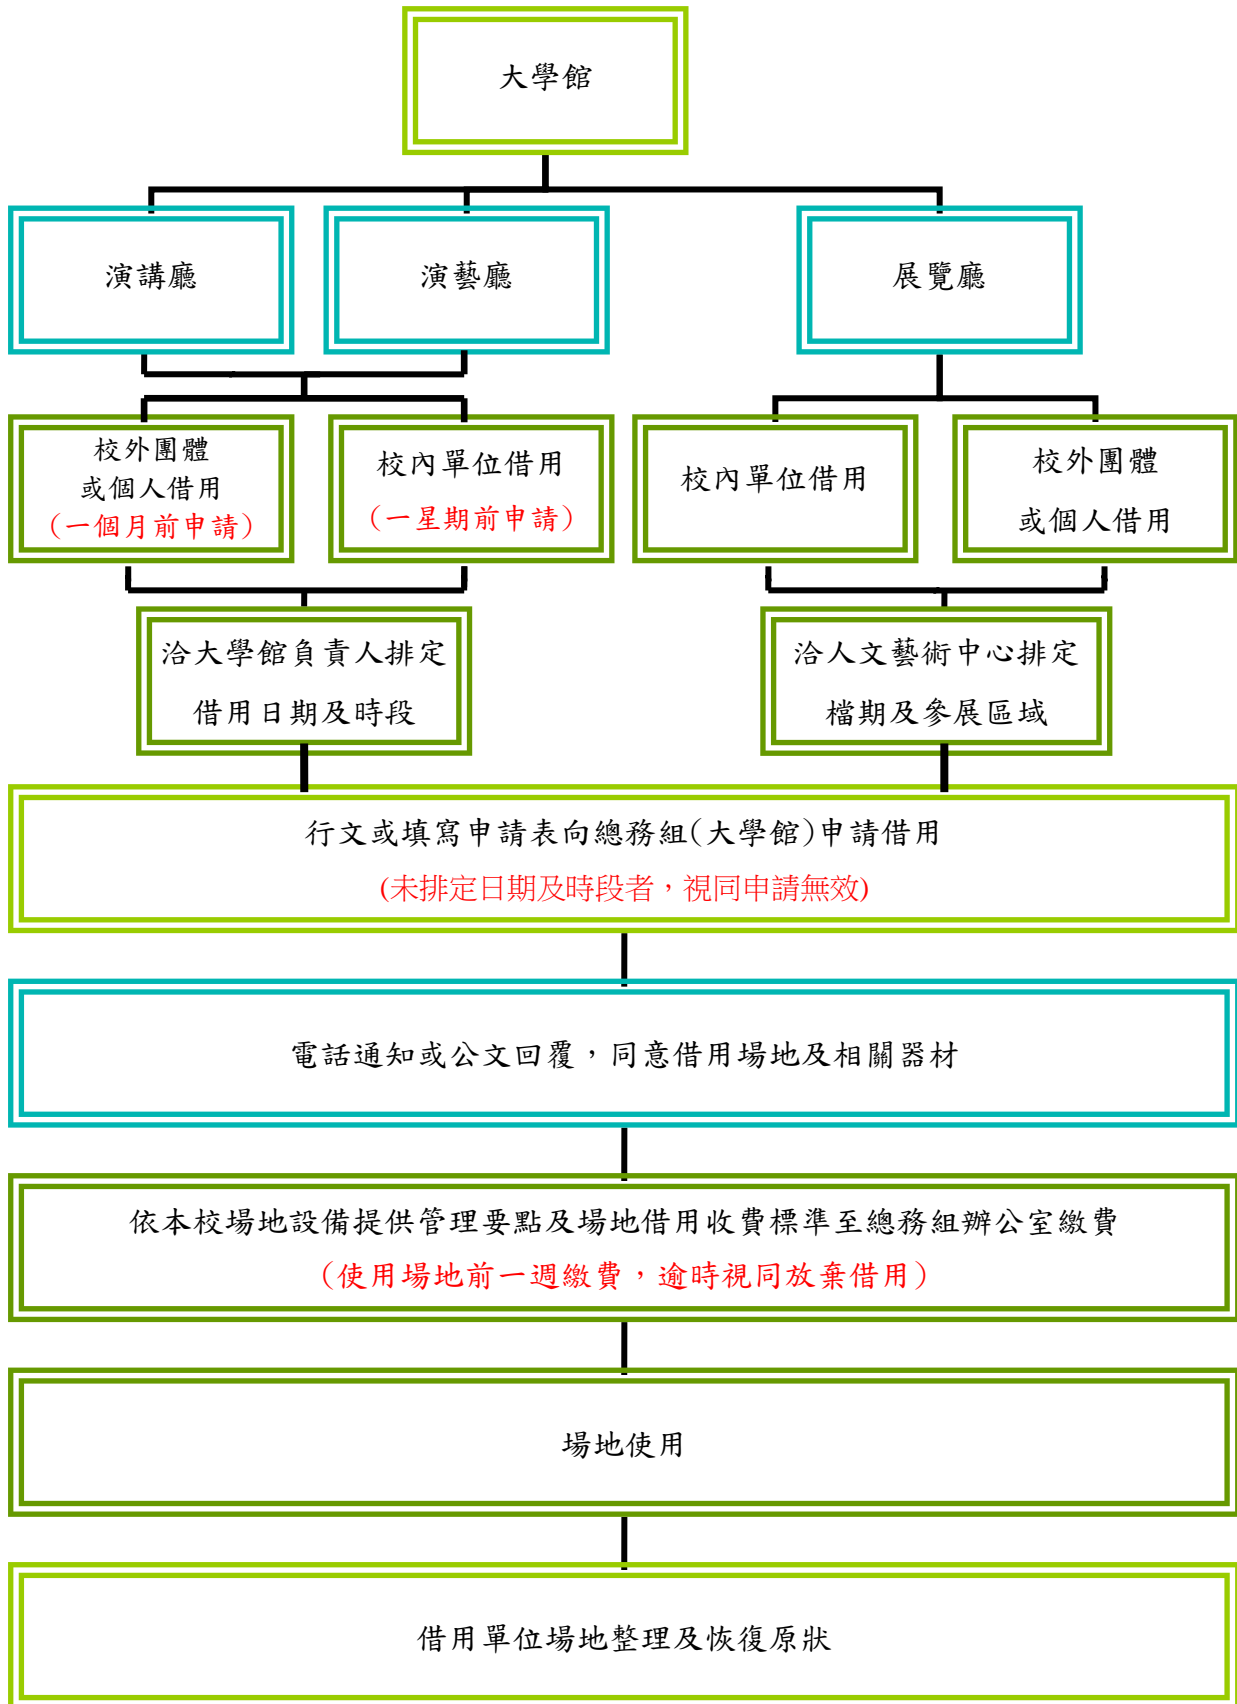 大學館
演講廳
演藝廳
展覽廳
校外團體
或個人借用
（一個月前申請）
校內單位借用
（一星期前申請）
校內單位借用
校外團體
或個人借用
洽大學館負責人排定
借用日期及時段
洽人文藝術中心排定
檔期及參展區域
行文或填寫申請表向總務組(大學館)申請借用
(未排定日期及時段者，視同申請無效)
電話通知或公文回覆，同意借用場地及相關器材
依本校場地設備提供管理要點及場地借用收費標準至總務組辦公室繳費
（使用場地前一週繳費，逾時視同放棄借用）
場地使用
借用單位場地整理及恢復原狀